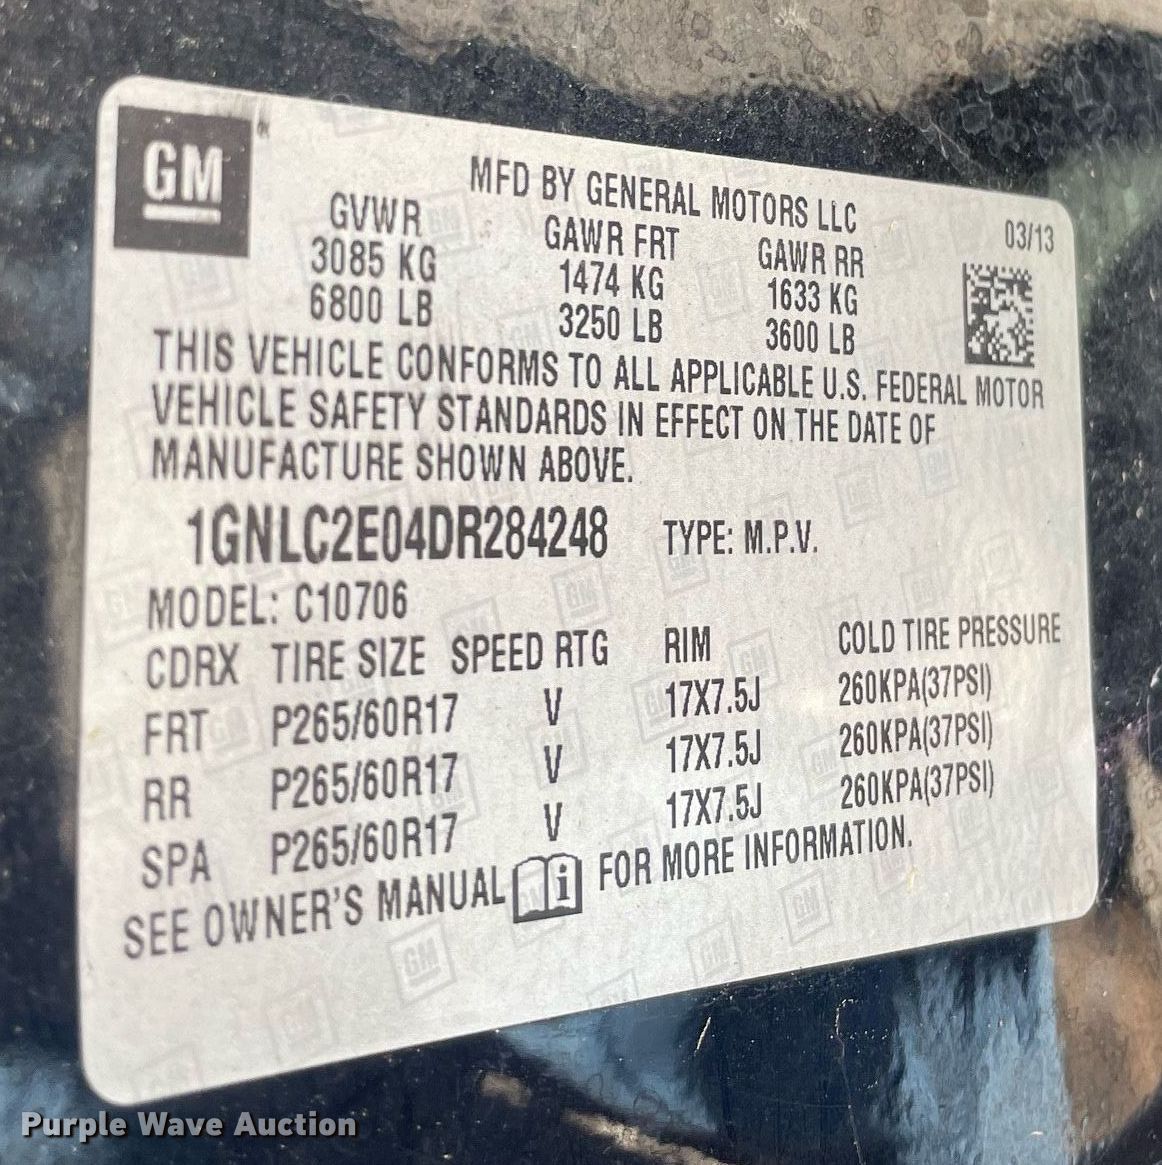 GM
MFD BY GENERAL MOTORS LLC
03/13
GVWR GAWR FRT GAWR RR
3085 KG 1474 KG 1633 KG
6800 LB 3250 LB 3600 LB
THIS VEHICLE CONFORMS TO ALL APPLICABLE U.S. FEDERAL MOTOR
VEHICLE SAFETY STANDARDS IN EFFECT ON THE DATE OF
MANUFACTURE SHOWN ABOVE.
1GNLC2E04DR284248 TYPE: M.P.V.
MODEL: C10706
CDRX TIRE SIZE SPEED RTG RIM COLD TIRE PRESSURE
FRT P265/60R17 V 17X7.5J 260KPA(37PSI)
RR P265/60R17 V 17X7.5J 260KPA(37PSI)
SPA P265/60R17 V 17X7.5J 260KPA(37PSI)
SEE OWNER'S MANUAL i FOR MORE INFORMATION.
Purple Wave Auction